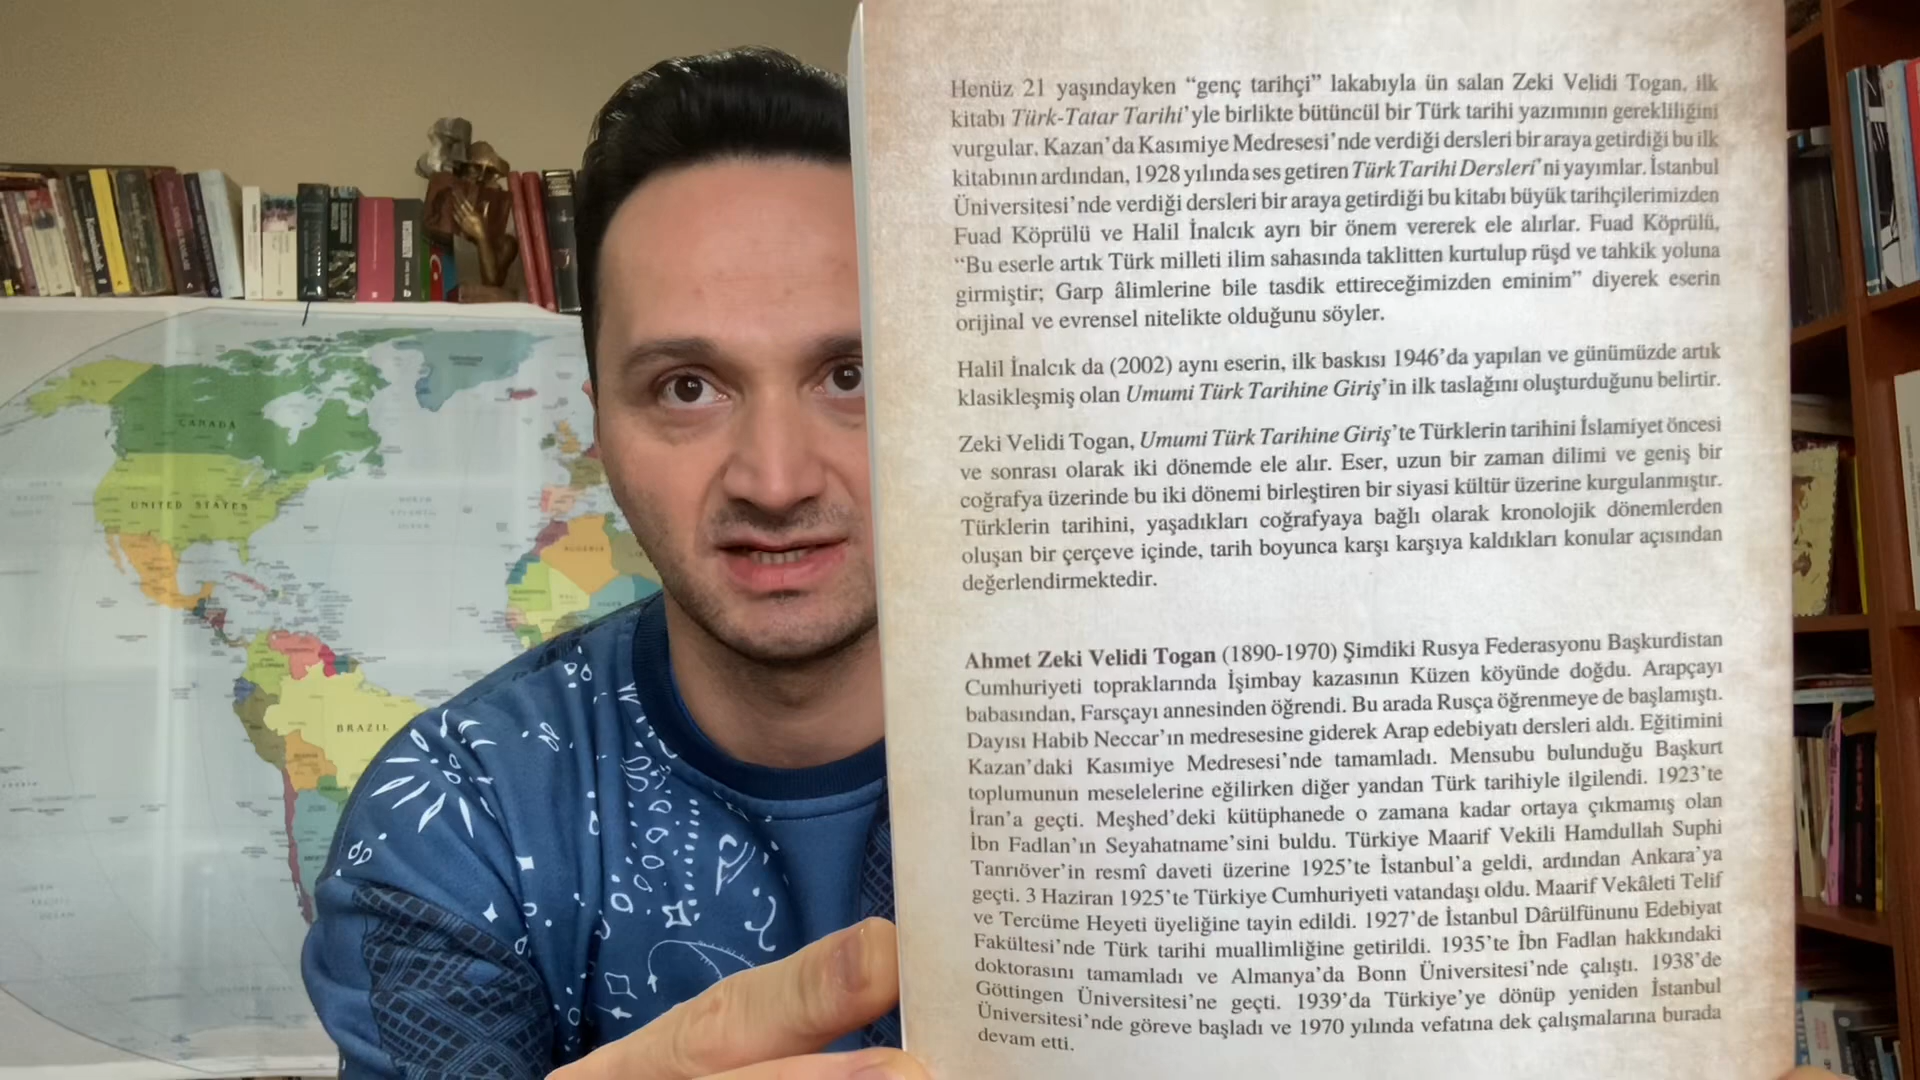 Henüz 21 yaşındayken “genç tarihçi” lakabıyla ün salan Zeki Velidi Togan, ilk
kitabı Türk-Tatar Tarihi’yle birlikte bütüncül bir Türk tarihi yazımının gerekliliğini
vurgular. Kazan’da Kasımiye Medresesi’nde verdiği dersleri bir araya getirdiği bu ilk
kitabının ardından, 1928 yılında ses getiren Türk Tarihi Dersleri’ni yayımlar. İstanbul
Üniversitesi’nde verdiği dersleri bir araya getirdiği bu kitabı büyük tarihçilerimizden
Fuad Köprülü ve Halil İnalcık ayrı bir önem vererek ele alırlar. Fuad Köprülü,
“Bu eserle artık Türk milleti ilim sahasında taklitten kurtulup rüşd ve tahkik yoluna
girmiştir; Garp âlimlerine bile tasdik ettireceğimizden eminim” diyerek eserin
orijinal ve evrensel nitelikte olduğunu söyler.
Halil İnalcık da (2002) aynı eserin, ilk baskısı 1946’da yapılan ve günümüzde artık
klasikleşmiş olan Umumi Türk Tarihine Giriş’in ilk taslağını oluşturduğunu belirtir.
Zeki Velidi Togan, Umumi Türk Tarihine Giriş’te Türklerin tarihini İslamiyet öncesi
ve sonrası olarak iki dönemde ele alır. Eser, uzun bir zaman dilimi ve geniş bir
coğrafya üzerinde bu iki dönemi birleştiren bir siyasi kültür üzerine kurgulanmıştır.
Türklerin tarihini, yaşadıkları coğrafyaya bağlı olarak kronolojik dönemlerden
oluşan bir çerçeve içinde, tarih boyunca karşı karşıya kaldıkları konular açısından
değerlendirmektedir.
Ahmet Zeki Velidi Togan (1890-1970) Şimdiki Rusya Federasyonu Başkurdistan
Cumhuriyeti topraklarında İşimbay kazasının Küzen köyünde doğdu. Arapçayı
babasından, Farsçayı annesinden öğrendi. Bu arada Rusça öğrenmeye de başlamıştı.
Dayısı Habib Neccar’ın medresesine giderek Arap edebiyatı dersleri aldı. Eğitimini
Kazan’daki Kasımiye Medresesi’nde tamamladı. Mensubu bulunduğu Başkurt
toplumunun meselelerine eğilirken diğer yandan Türk tarihiyle ilgilendi. 1923’te
İran’a geçti. Meşhed’deki kütüphanede o zamana kadar ortaya çıkmamış olan
İbn Fadlan’ın Seyahatname’sini buldu. Türkiye Maarif Vekili Hamdullah Suphi
Tanrıöver’in resmî daveti üzerine 1925’te İstanbul’a geldi, ardından Ankara’ya
geçti. 3 Haziran 1925’te Türkiye Cumhuriyeti vatandaşı oldu. Maarif Vekâleti Telif
ve Tercüme Heyeti üyeliğine tayin edildi. 1927’de İstanbul Dârülfünunu Edebiyat
Fakültesi’nde Türk tarihi muallimliğine getirildi. 1935’te İbn Fadlan hakkındaki
doktorasını tamamladı ve Almanya’da Bonn Üniversitesi’nde çalıştı. 1938’de
Göttingen Üniversitesi’ne geçti. 1939’da Türkiye’ye dönüp yeniden İstanbul
Üniversitesi’nde göreve başladı ve 1970 yılında vefatına dek çalışmalarına burada
devam etti.
CANADA
UNITED STATES
BRAZIL
ALGERIA